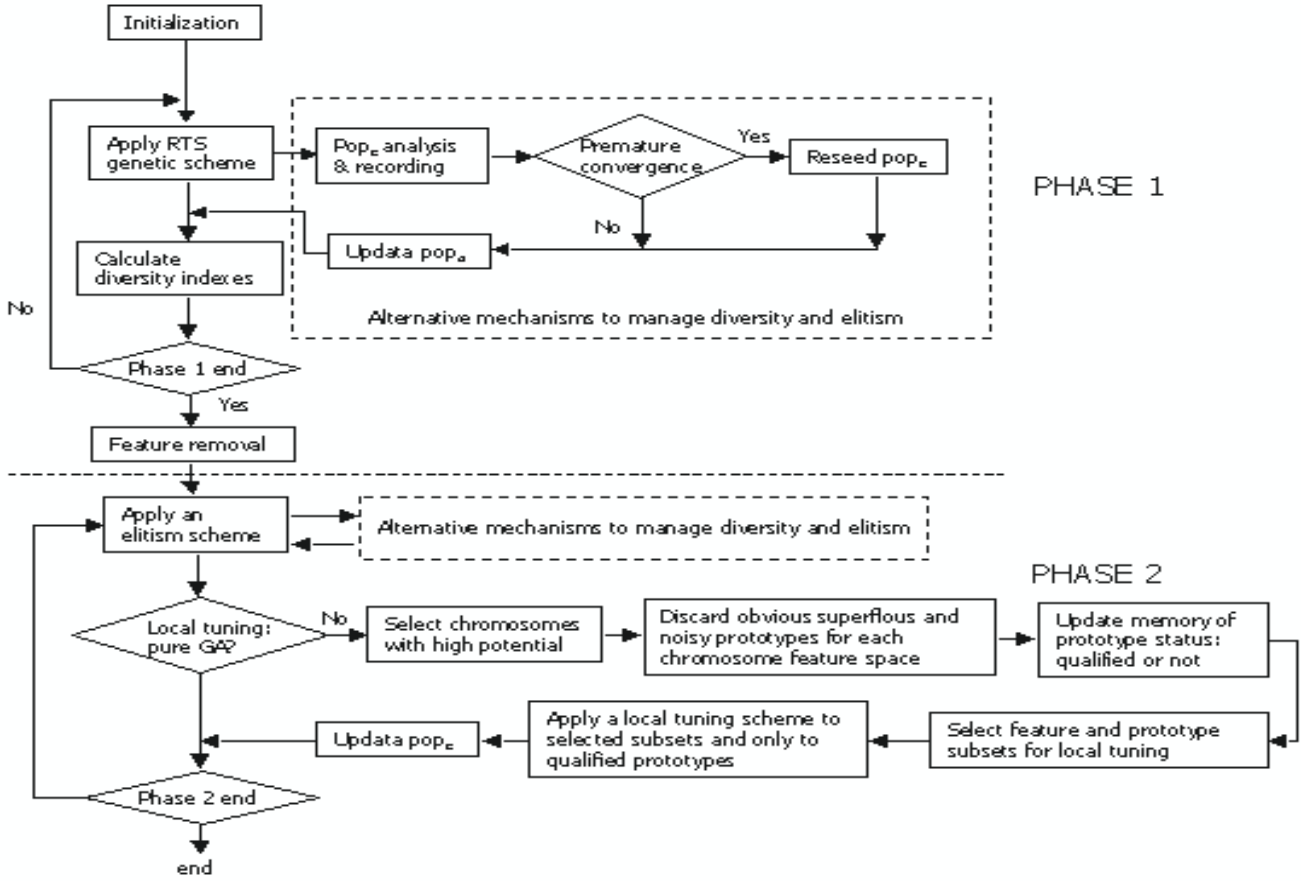 Initialization
Apply RTS
genetic scheme
Popₑ analysis
& recording
Premature
convergence
Yes
Reseed popₑ
PHASE 1
No
Updata popₐ
Calculate
diversity indexes
No
Alternative mechanisms to manage diversity and elitism
Phase 1 end
Yes
Feature removal
Apply an
elitism scheme
Alternative mechanisms to manage diversity and elitism
PHASE 2
Local tuning:
pure GA?
No
Select chromosomes
with high potential
Discard obvious superflous and
noisy prototypes for each
chromosome feature space
Update memory of
prototype status:
qualified or not
Updata popₑ
Apply a local tuning scheme to
selected subsets and only to
qualified prototypes
Select feature and prototype
subsets for local tuning
Phase 2 end
end